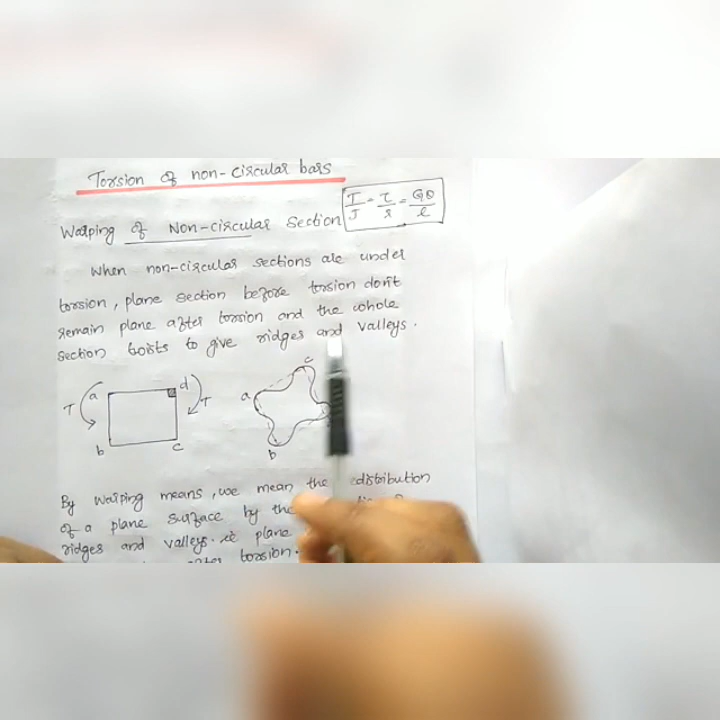 Torsion of non-circular bars
Warping of Non-circular Section
T/J = τ/r = Gθ/l
When non-circular sections are under
torsion, plane section before torsion don't
remain plane after torsion and the whole
section twists to give ridges and valleys.
a d c
T T a
b c b
By warping means, we mean the distribution
of a plane surface by the
ridges and valleys. ie plane
after torsion.